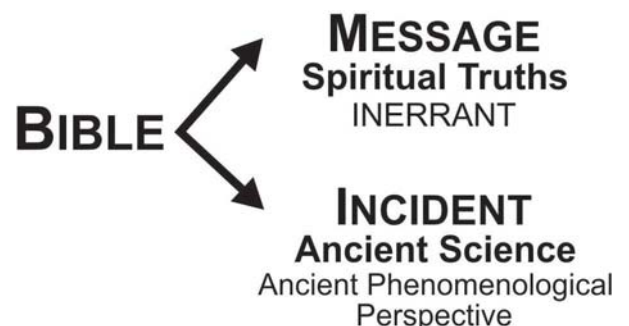 BIBLE
MESSAGE
Spiritual Truths
INERRANT
INCIDENT
Ancient Science
Ancient Phenomenological
Perspective